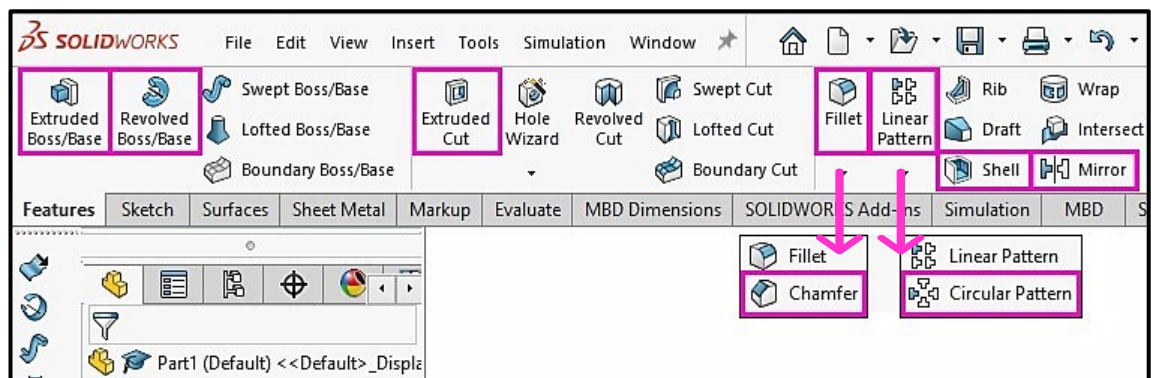 SOLIDWORKS File Edit View Insert Tools Simulation Window
Extruded Boss/Base
Revolved Boss/Base
Swept Boss/Base
Lofted Boss/Base
Boundary Boss/Base
Extruded Cut
Hole Wizard
Revolved Cut
Swept Cut
Lofted Cut
Boundary Cut
Fillet
Linear Pattern
Rib
Draft
Shell
Wrap
Intersect
Mirror
Features Sketch Surfaces Sheet Metal Markup Evaluate MBD Dimensions SOLIDWORKS Add-Ins Simulation MBD S
Fillet
Chamfer
Linear Pattern
Circular Pattern
Part1 (Default) <<Default>_Displa